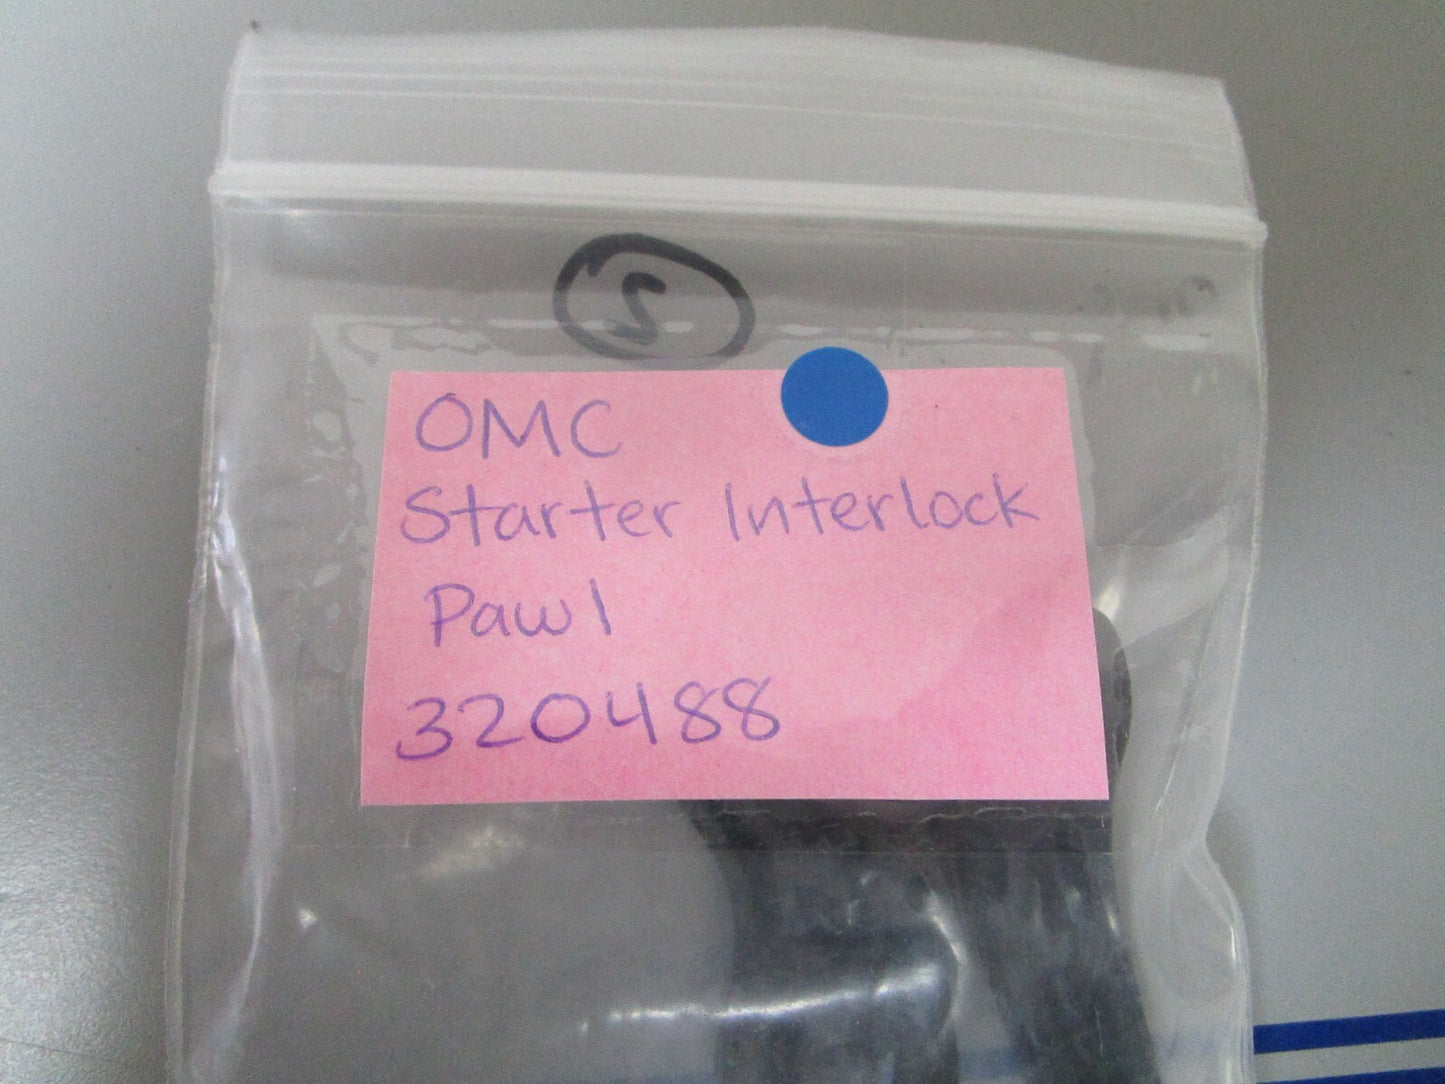 S
OMC
Starter Interlock
Pawl
320488